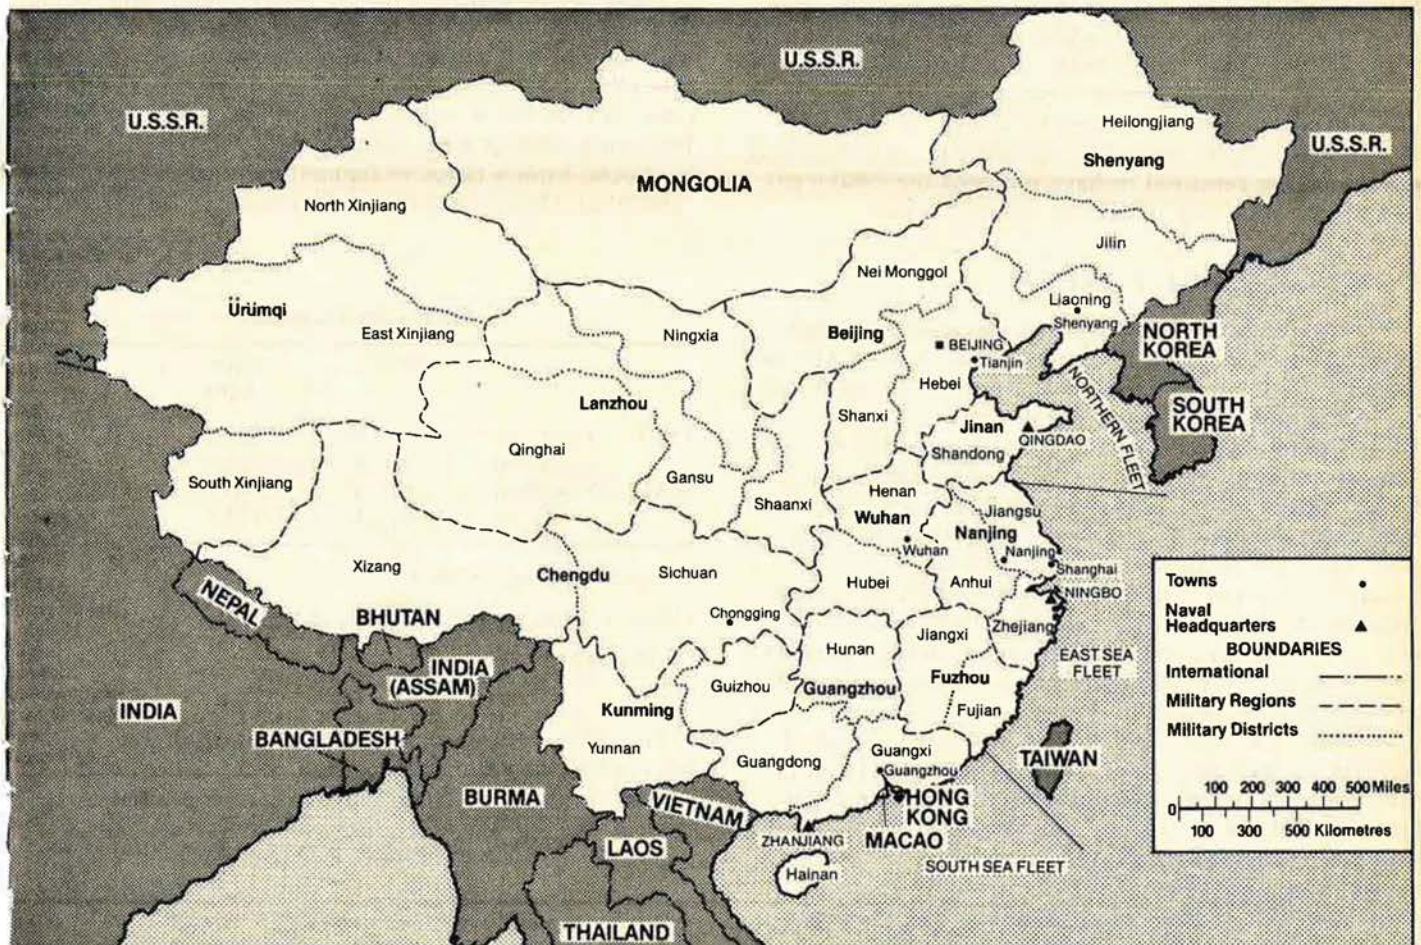 U.S.S.R.
U.S.S.R.
U.S.S.R.
Heilongjiang
Shenyang
MONGOLIA
North Xinjiang
Jilin
Nei Monggol
Ürümqi
East Xinjiang
Ningxia
Beijing
Liaoning
Shenyang
BEIJING
Tianjin
NORTH
KOREA
Hebei
NORTHERN FLEET
Lanzhou
Shanxi
Jinan
QINGDAO
SOUTH
KOREA
Qinghai
Shandong
South Xinjiang
Gansu
Shaanxi
Henan
Wuhan
Wuhan
Jiangsu
Nanjing
Nanjing
Shanghai
Xizang
Chengdu
Sichuan
Hubei
Anhui
NINGBO
NEPAL
BHUTAN
Chongging
Zhejiang
INDIA
(ASSAM)
Hunan
Jiangxi
EAST SEA
FLEET
Guizhou
Guangzhou
Fuzhou
INDIA
Kunming
Fujian
BANGLADESH
Yunnan
Guangdong
Guangxi
Guangzhou
TAIWAN
BURMA
VIETNAM
HONG
KONG
MACAO
ZHANJIANG
LAOS
SOUTH SEA FLEET
Hainan
THAILAND
Towns
Naval
Headquarters
BOUNDARIES
International
Military Regions
Military Districts
100 200 300 400 500 Miles
0
100 300 500 Kilometres